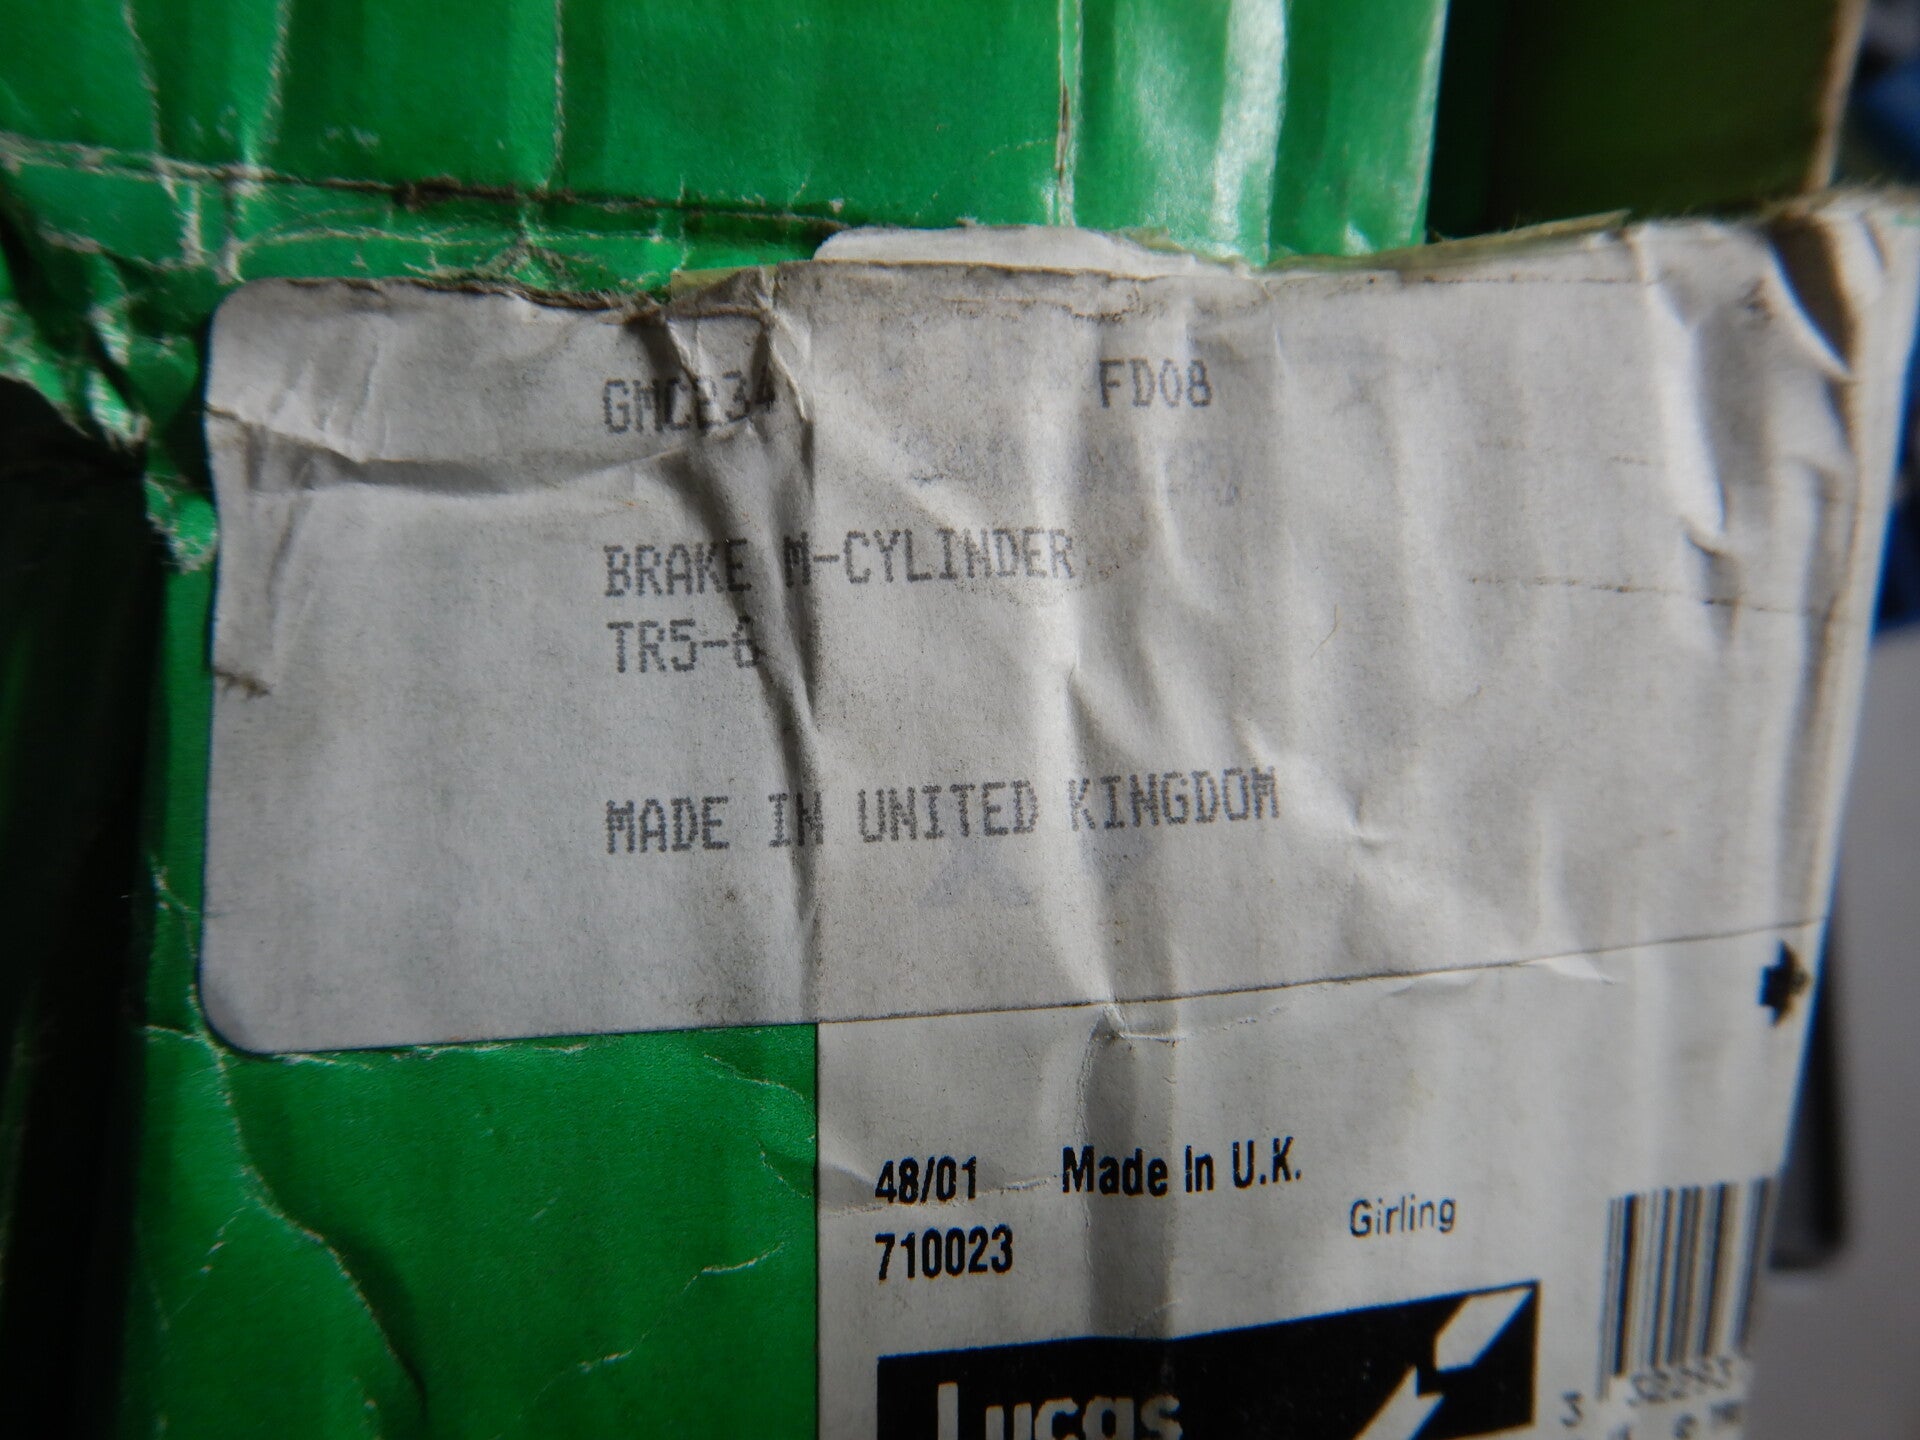 GMC234 FD08
BRAKE M-CYLINDER
TR5-6
MADE IN UNITED KINGDOM
48/01 Made In U.K.
Girling
710023
Lucas